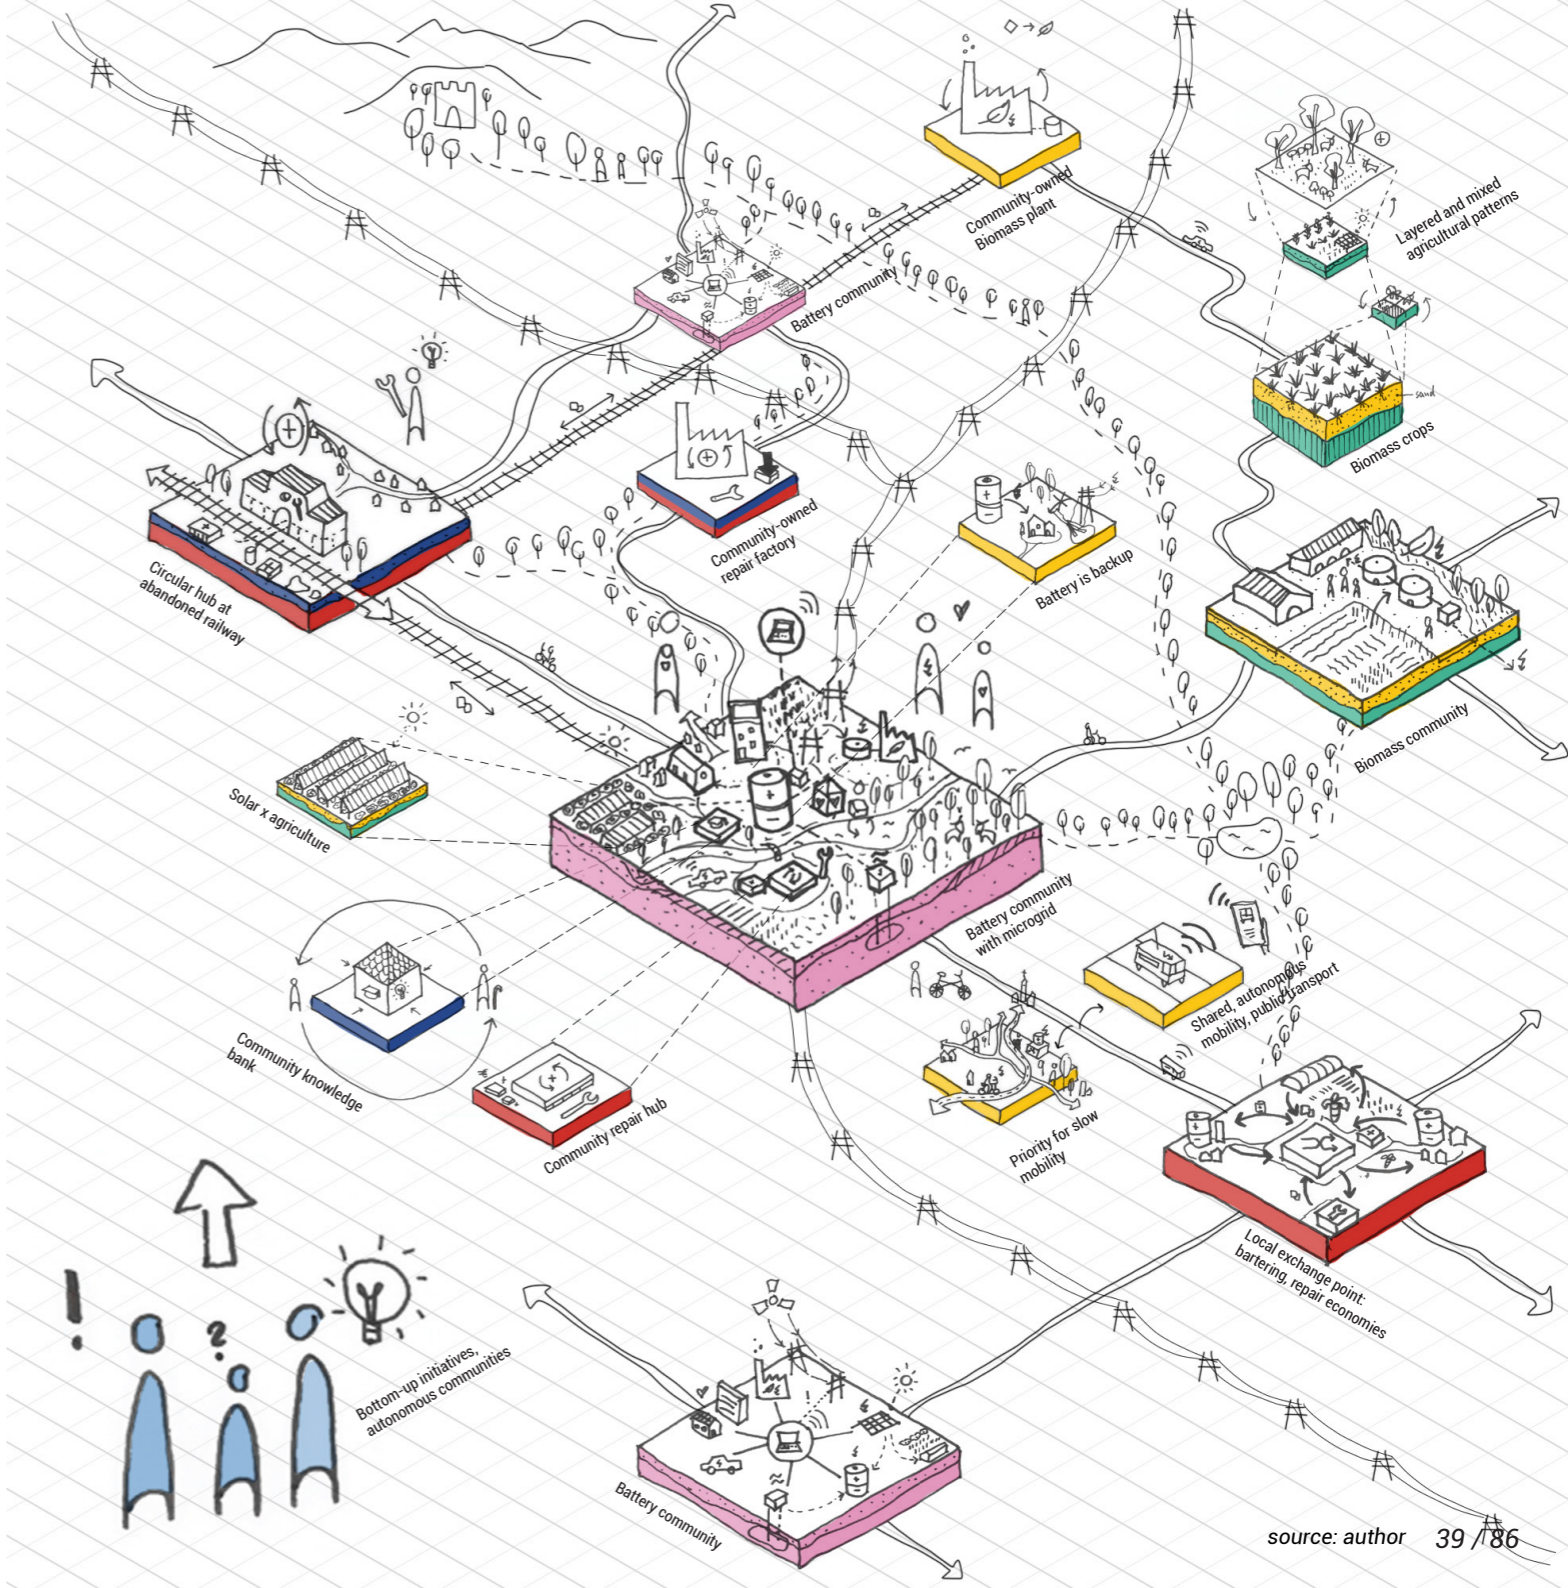 Community-owned
Biomass plant
Layered and mixed
agricultural patterns
Battery community
sand
Biomass crops
Community-owned
repair factory
Battery is backup
Circular hub at
abandoned railway
Biomass community
Solar x agriculture
Battery community
with microgrid
Shared, autonomous
mobility, public transport
Community knowledge
bank
Community repair hub
Priority for slow
mobility
Local exchange point:
bartering, repair economies
!
?
Bottom-up initiatives,
autonomous communities
Battery community
source: author
39 / 86